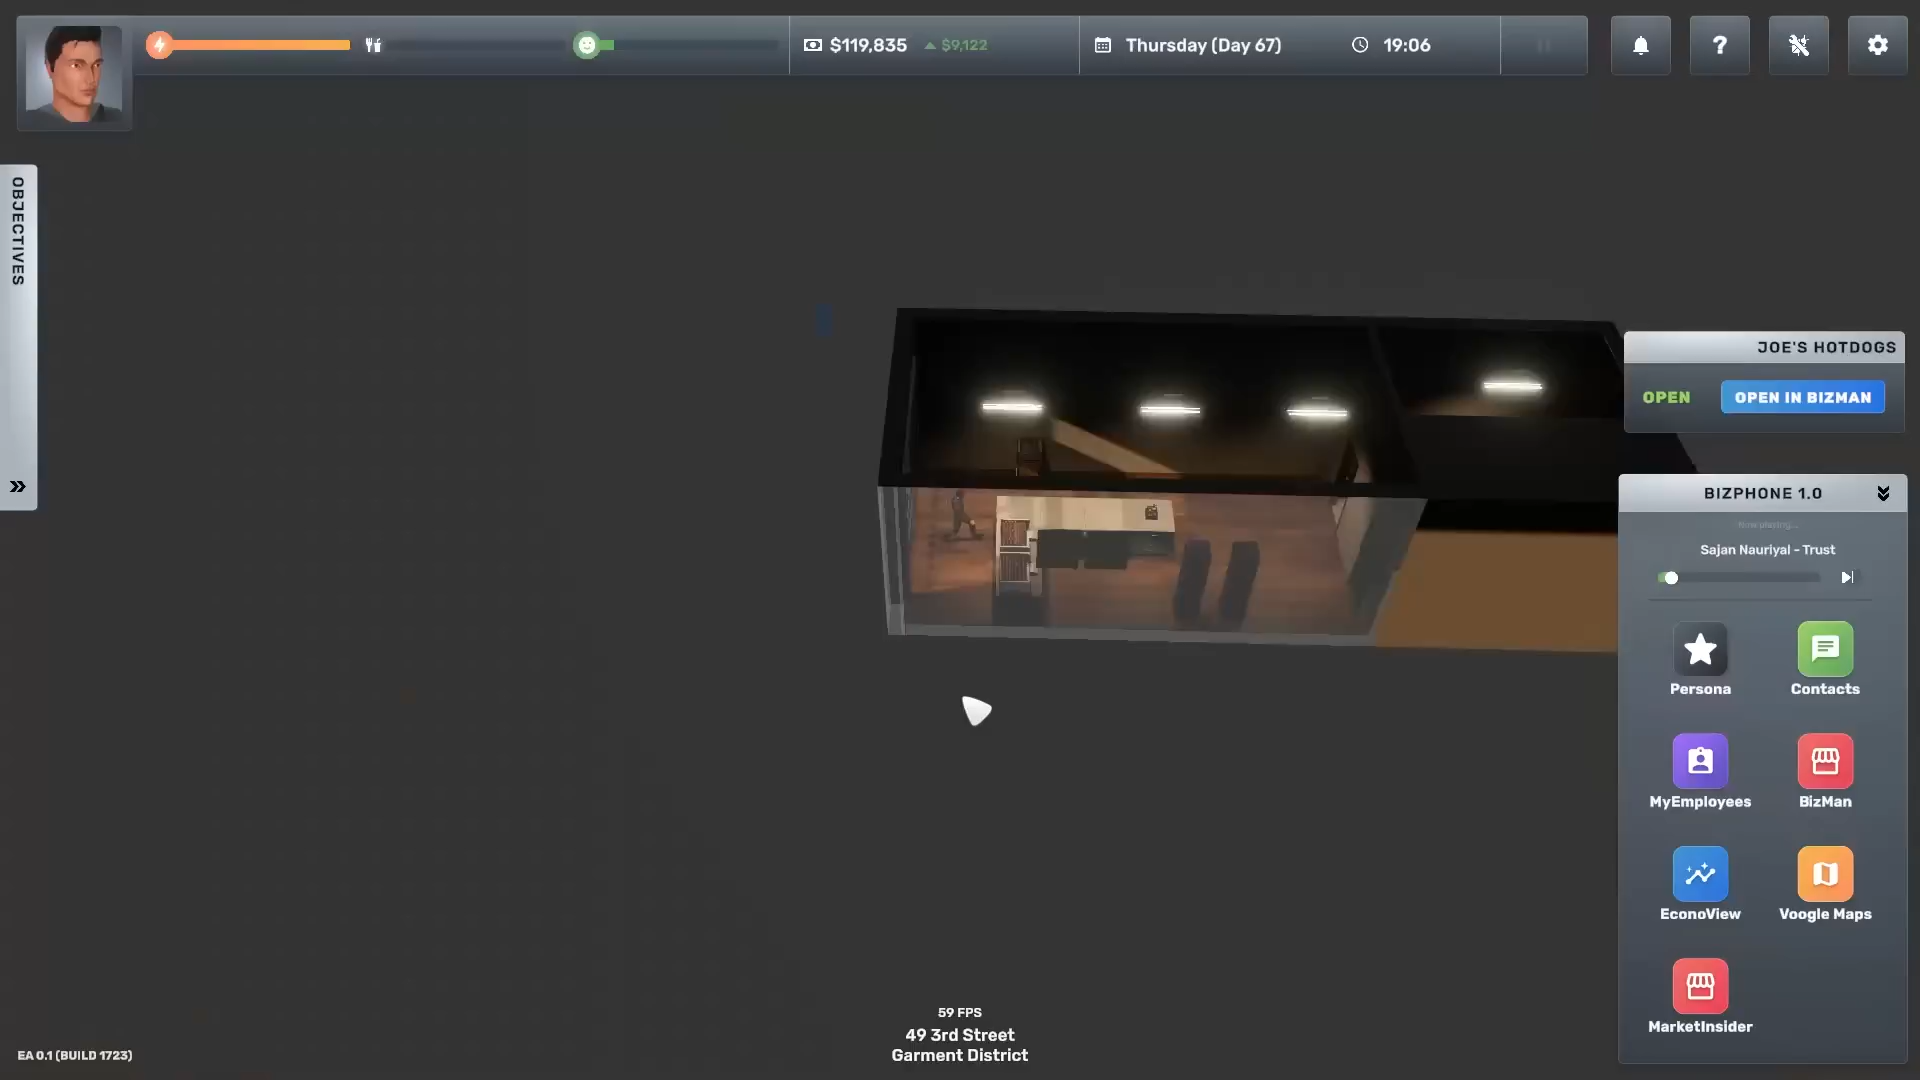 $119,835 $9,122 Thursday (Day 67) 19:06
?
OBJECTIVES
JOE'S HOTDOGS
OPEN OPEN IN BIZMAN
BIZPHONE 1.0
Now playing...
Sajan Nauriyal - Trust
Persona Contacts
MyEmployees BizMan
EconoView Voogle Maps
MarketInsider
59 FPS
49 3rd Street
Garment District
EA 0.1 (BUILD 1723)